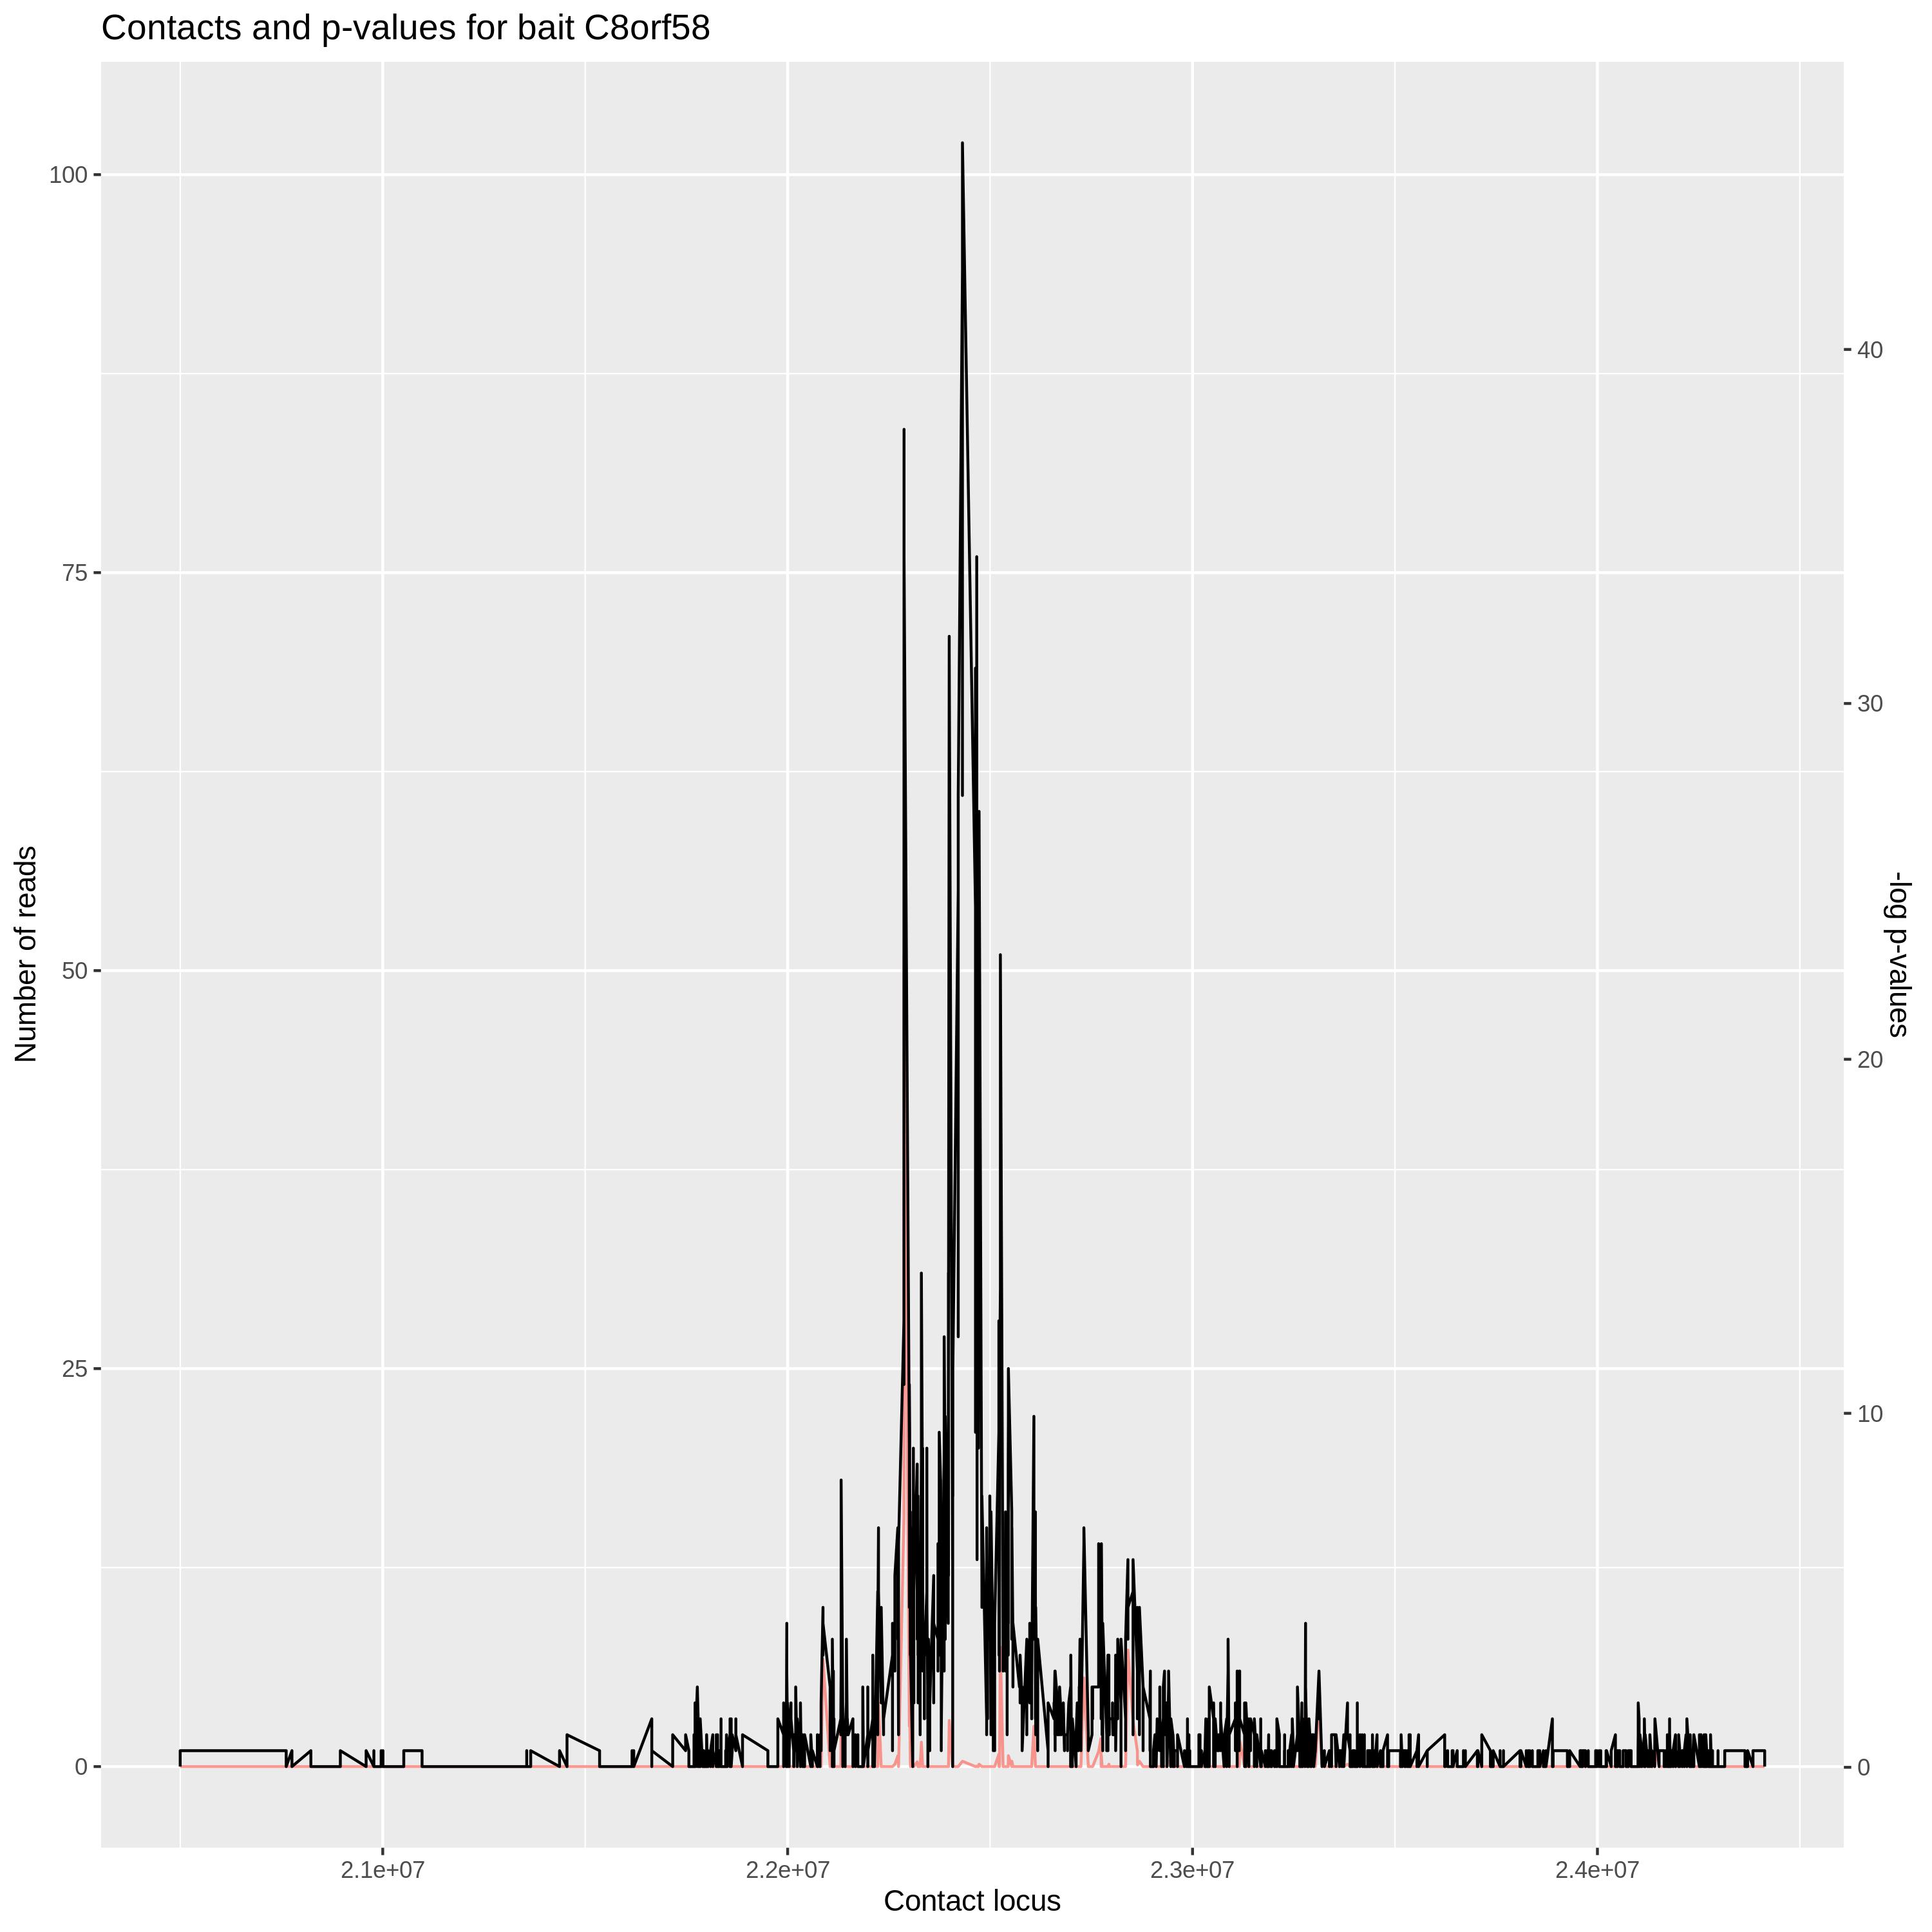 Contacts and p-values for bait C8orf58
100
75
50
25
0
Number of reads
40
30
20
10
0
-log p-values
2.1e+07
2.2e+07
2.3e+07
2.4e+07
Contact locus